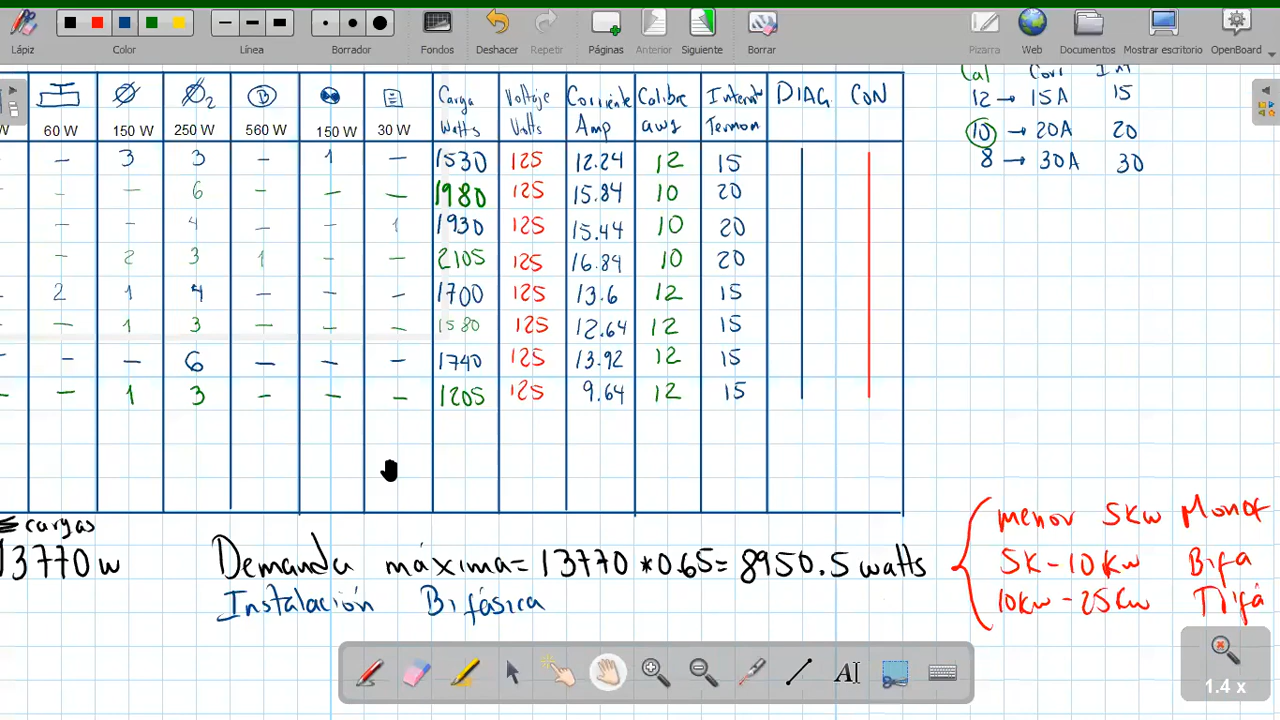 Lápiz Color Línea Borrador Fondos Deshacer Repetir Páginas Anterior Siguiente Borrar Pizarra Web Documentos Mostrar escritorio OpenBoard
Cal Corr Int
12 → 15A 15
10 → 20A 20
8 → 30A 30
Ø Ø2 B Carga Voltaje Corriente Calibre DIAG. CON
Watts Volts Amp awg Termom
W 60 W 150 W 250 W 560 W 150 W 30 W
- 3 3 - 1 - 1530 125 12.24 12 15
- - 6 - - - 1980 125 15.84 10 20
- - 4 - - 1 1930 125 15.44 10 20
- 2 3 1 - - 2105 125 16.84 10 20
- 2 1 4 - - - 1700 125 13.6 12 15
- - 1 3 - - - 1580 125 12.64 12 15
- - - 6 - - - 1740 125 13.92 12 15
- - 1 3 - - - 1205 125 9.64 12 15
cargas
13770 w
Demanda máxima = 13770 * 0.65 = 8950.5 watts
Instalación Bifásica
menor 5Kw Monof
5K - 10Kw Bifa
10Kw - 25Kw Trifá
1.4 x